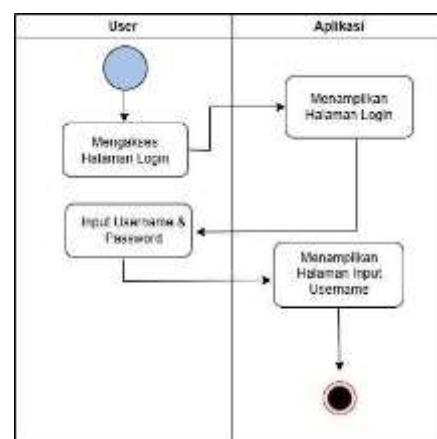 User
Aplikasi
Menampilkan
Halaman Login
Mengakses
Halaman Login
Input Username &
Password
Menampilkan
Halaman Input
Username